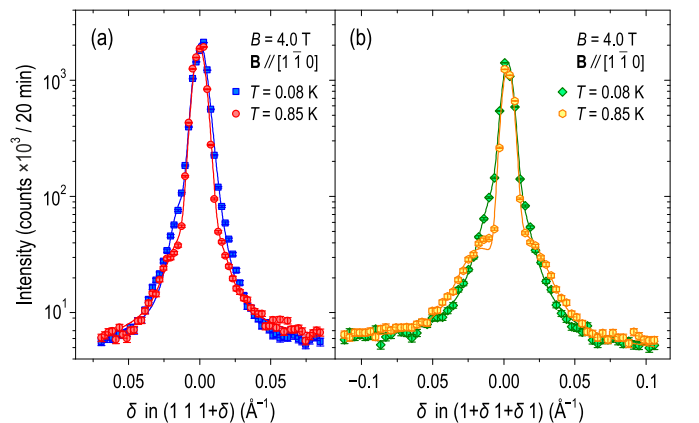 (a)
B = 4.0 T
B // [1 1̄ 0]
T = 0.08 K
T = 0.85 K
(b)
B = 4.0 T
B // [1 1̄ 0]
T = 0.08 K
T = 0.85 K
Intensity (counts ×10³ / 20 min)
10³
10²
10¹
0.05 0.00 0.05
−0.1 0.05 0.00 0.05 0.1
δ in (1 1 1+δ) (Å⁻¹)
δ in (1+δ 1+δ 1) (Å⁻¹)